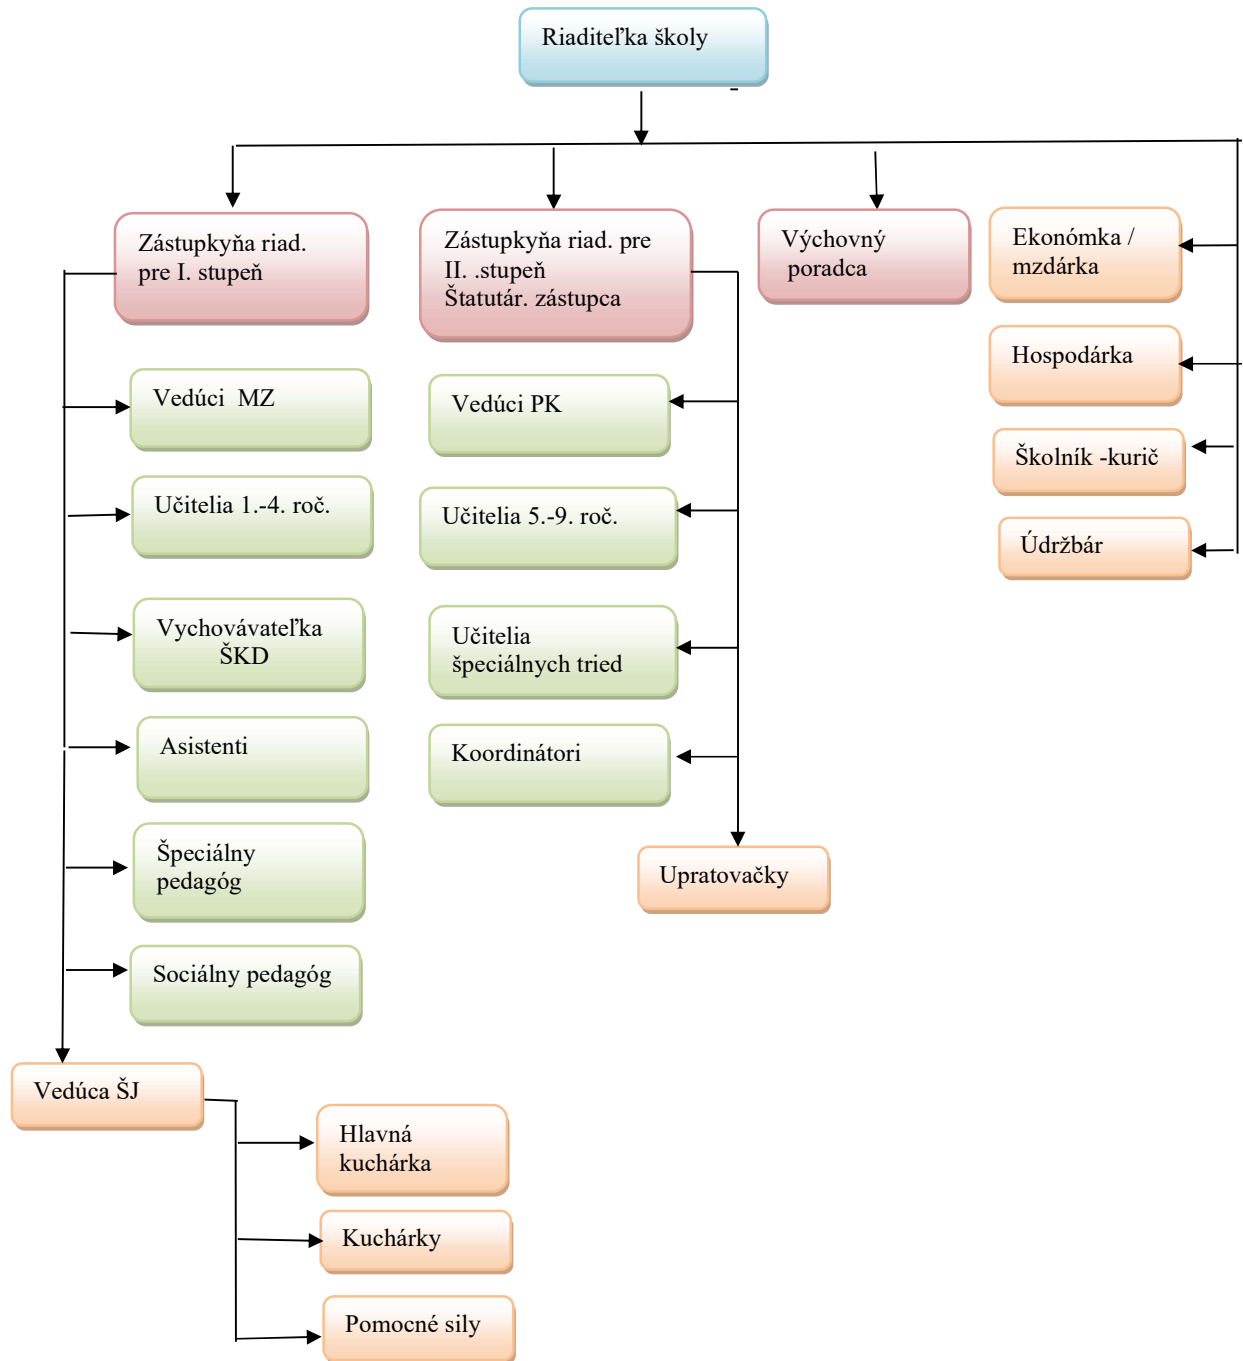 Riaditeľka školy
Zástupkyňa riad.
pre I. stupeň
Zástupkyňa riad. pre
II. .stupeň
Štatutár. zástupca
Výchovný
poradca
Ekonómka /
mzdárka
Hospodárka
Školník -kurič
Údržbár
Vedúci  MZ
Učitelia 1.-4. roč.
Vychovávateľka
ŠKD
Asistenti
Špeciálny
pedagóg
Sociálny pedagóg
Vedúci PK
Učitelia 5.-9. roč.
Učitelia
špeciálnych tried
Koordinátori
Upratovačky
Vedúca ŠJ
Hlavná
kuchárka
Kuchárky
Pomocné sily